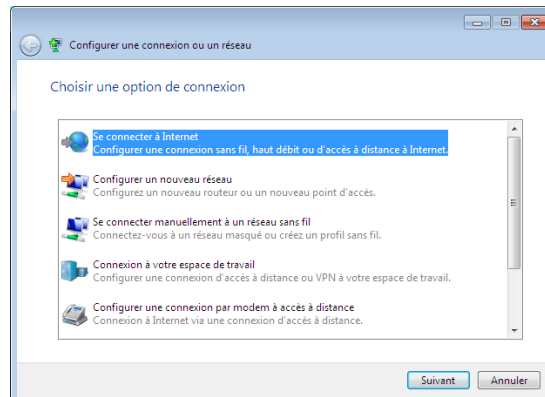 Configurer une connexion ou un réseau
Choisir une option de connexion
Se connecter à Internet
Configurer une connexion sans fil, haut débit ou d'accès à distance à Internet.
Configurer un nouveau réseau
Configurez un nouveau routeur ou un nouveau point d'accès.
Se connecter manuellement à un réseau sans fil
Connectez-vous à un réseau masqué ou créez un profil sans fil.
Connexion à votre espace de travail
Configurer une connexion d'accès à distance ou VPN à votre espace de travail.
Configurer une connexion par modem à accès à distance
Connexion à Internet via une connexion d'accès à distance.
Suivant
Annuler